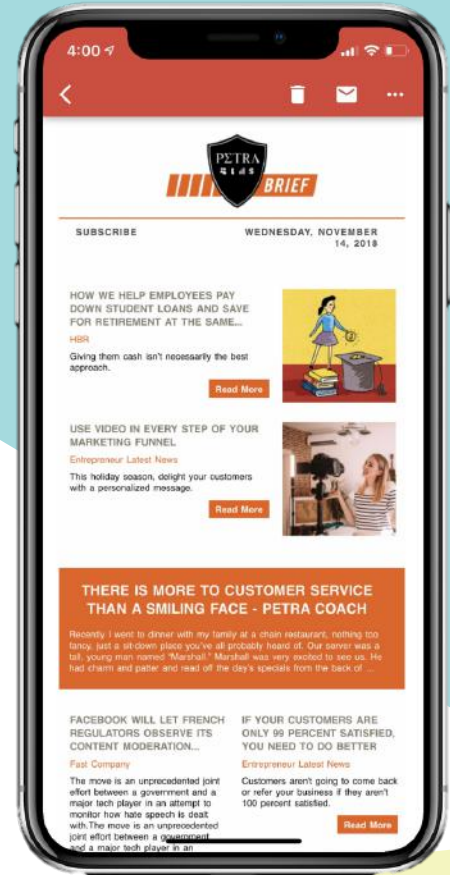 4:00
PETRA
BRIEF
SUBSCRIBE
WEDNESDAY, NOVEMBER
14, 2018
HOW WE HELP EMPLOYEES PAY
DOWN STUDENT LOANS AND SAVE
FOR RETIREMENT AT THE SAME...
HBR
Giving them cash isn't necessarily the best
approach.
Read More
USE VIDEO IN EVERY STEP OF YOUR
MARKETING FUNNEL
Entrepreneur Latest News
This holiday season, delight your customers
with a personalized message.
Read More
THERE IS MORE TO CUSTOMER SERVICE
THAN A SMILING FACE - PETRA COACH
Recently I went to dinner with my family at a chain restaurant, nothing too
fancy, just a sit-down place you've all probably heard of. Our server was a
tall, young man named "Marshall." Marshall was very excited to see us. He
had charm and patter and read off the day's specials from the back of ...
FACEBOOK WILL LET FRENCH
REGULATORS OBSERVE ITS
CONTENT MODERATION...
Fast Company
The move is an unprecedented joint
effort between a government and a
major tech player in an attempt to
monitor how hate speech is dealt
with.The move is an unprecedented
joint effort between a government
and a major tech player in an
IF YOUR CUSTOMERS ARE
ONLY 99 PERCENT SATISFIED,
YOU NEED TO DO BETTER
Entrepreneur Latest News
Customers aren't going to come back
or refer your business if they aren't
100 percent satisfied.
Read More